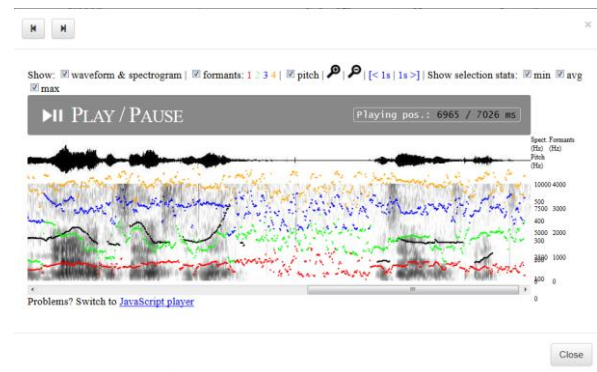 ×
Show: waveform & spectrogram | formants: 1 2 3 4 | pitch | | [< 1s | 1s >] | Show selection stats: min avg
max
PLAY / PAUSE
Playing pos.: 6965 / 7026 ms
Spect. Formants
(Hz) (Hz)
Pitch
(Hz)
10000 4000
500
7500 3000
400
5000 2000
300
1000
100 0
0
Problems? Switch to JavaScript player
Close